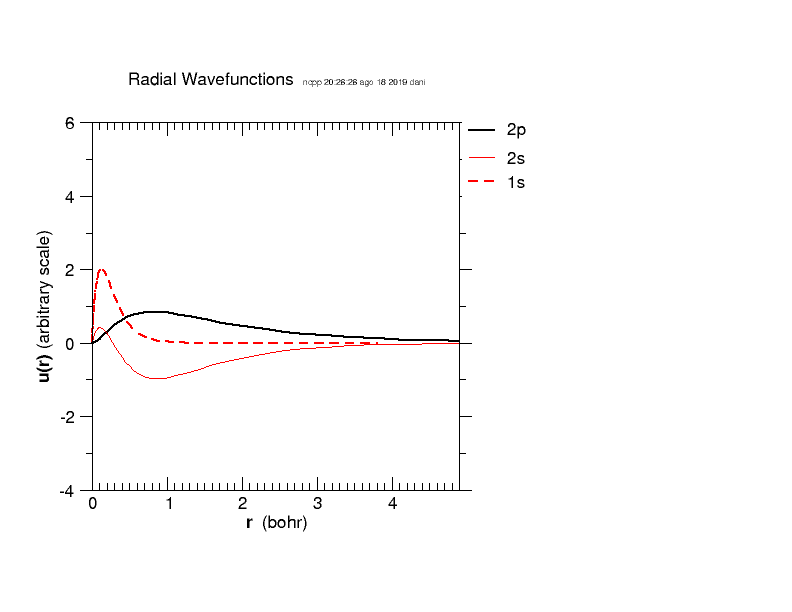 Radial Wavefunctions ncpp 20:26:26 ago 18 2019 dani
2p
2s
1s
6
4
2
0
-2
-4
u(r) (arbitrary scale)
0 1 2 3 4
r (bohr)